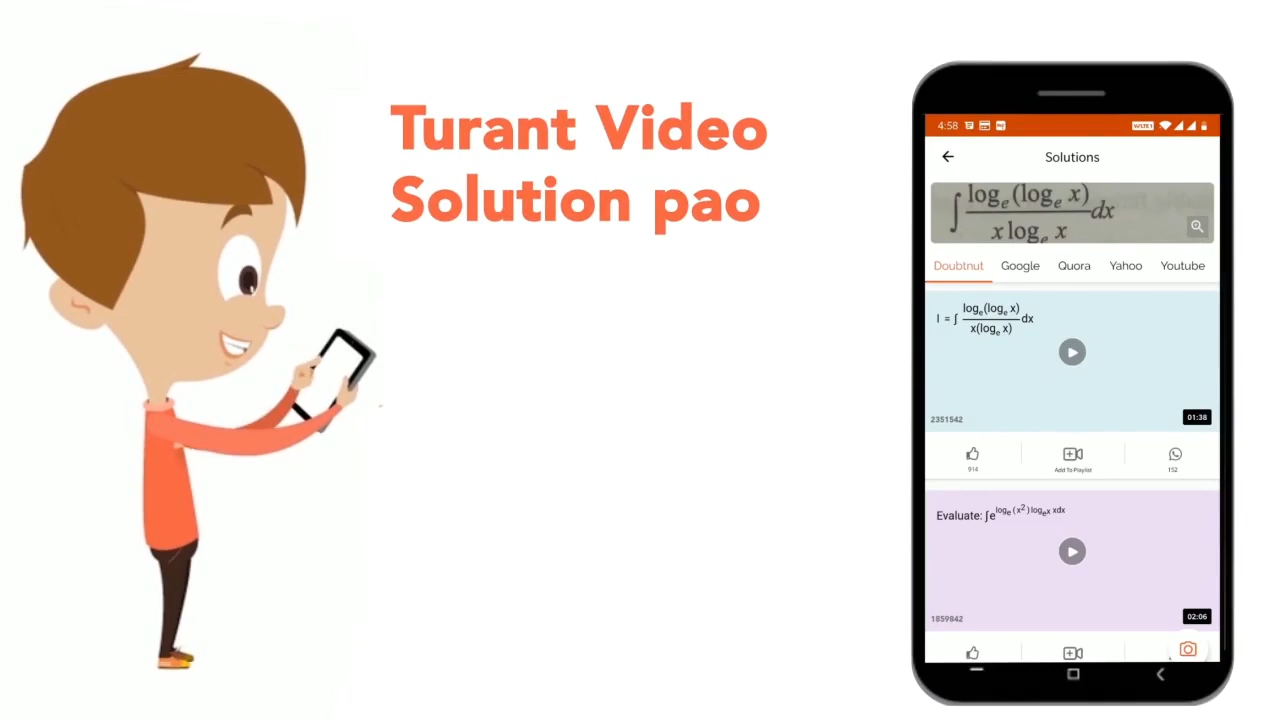 Turant Video
Solution pao
4:58
VoLTE1
Solutions
∫ logₑ(logₑ x) / x logₑ x dx
Doubtnut Google Quora Yahoo Youtube
I = ∫ logₑ(logₑ x) / x(logₑ x) dx
2351542 01:38
914 Add To Playlist 152
Evaluate: ∫e^logₑ(x²)logₑx xdx
1859842 02:06